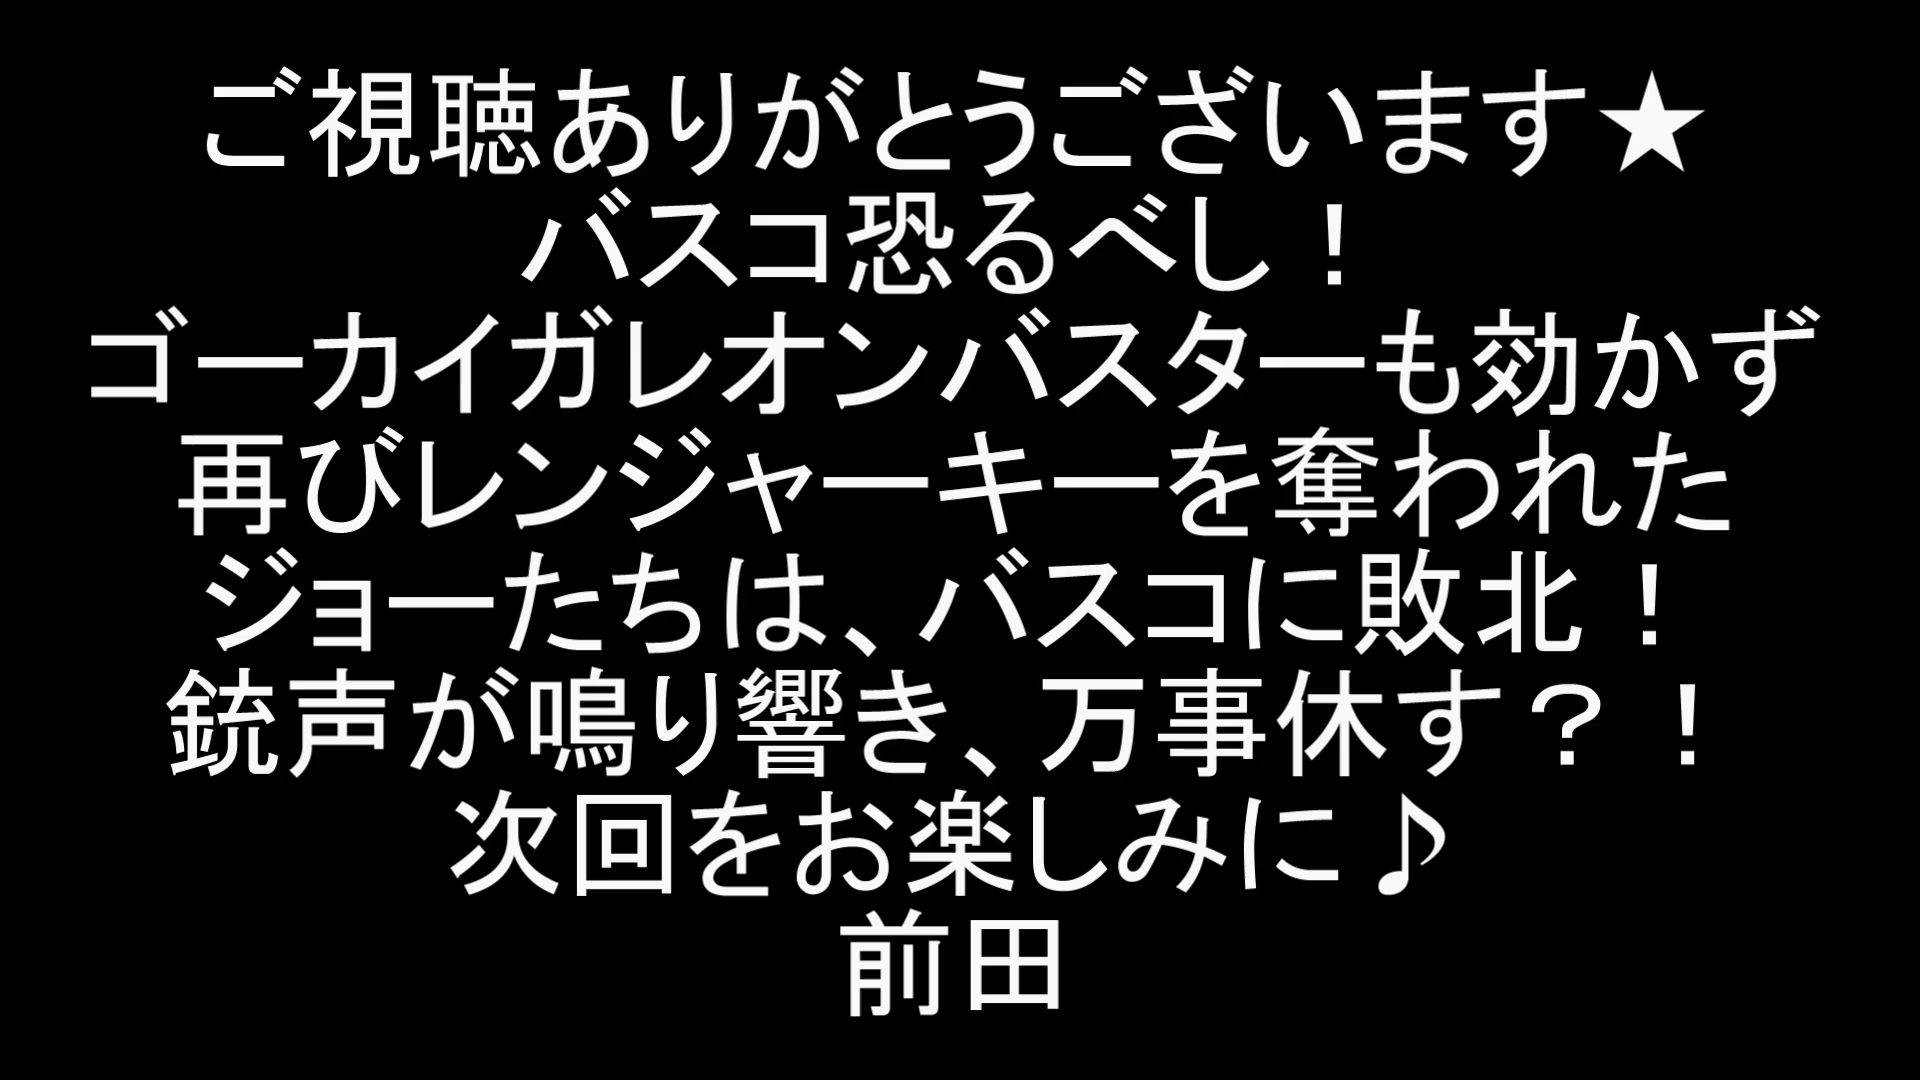 ご視聴ありがとうございます★
バスコ恐るべし！
ゴーカイガレオンバスターも効かず
再びレンジャーキーを奪われた
ジョーたちは、バスコに敗北！
銃声が鳴り響き、万事休す？！
次回をお楽しみに♪
前田